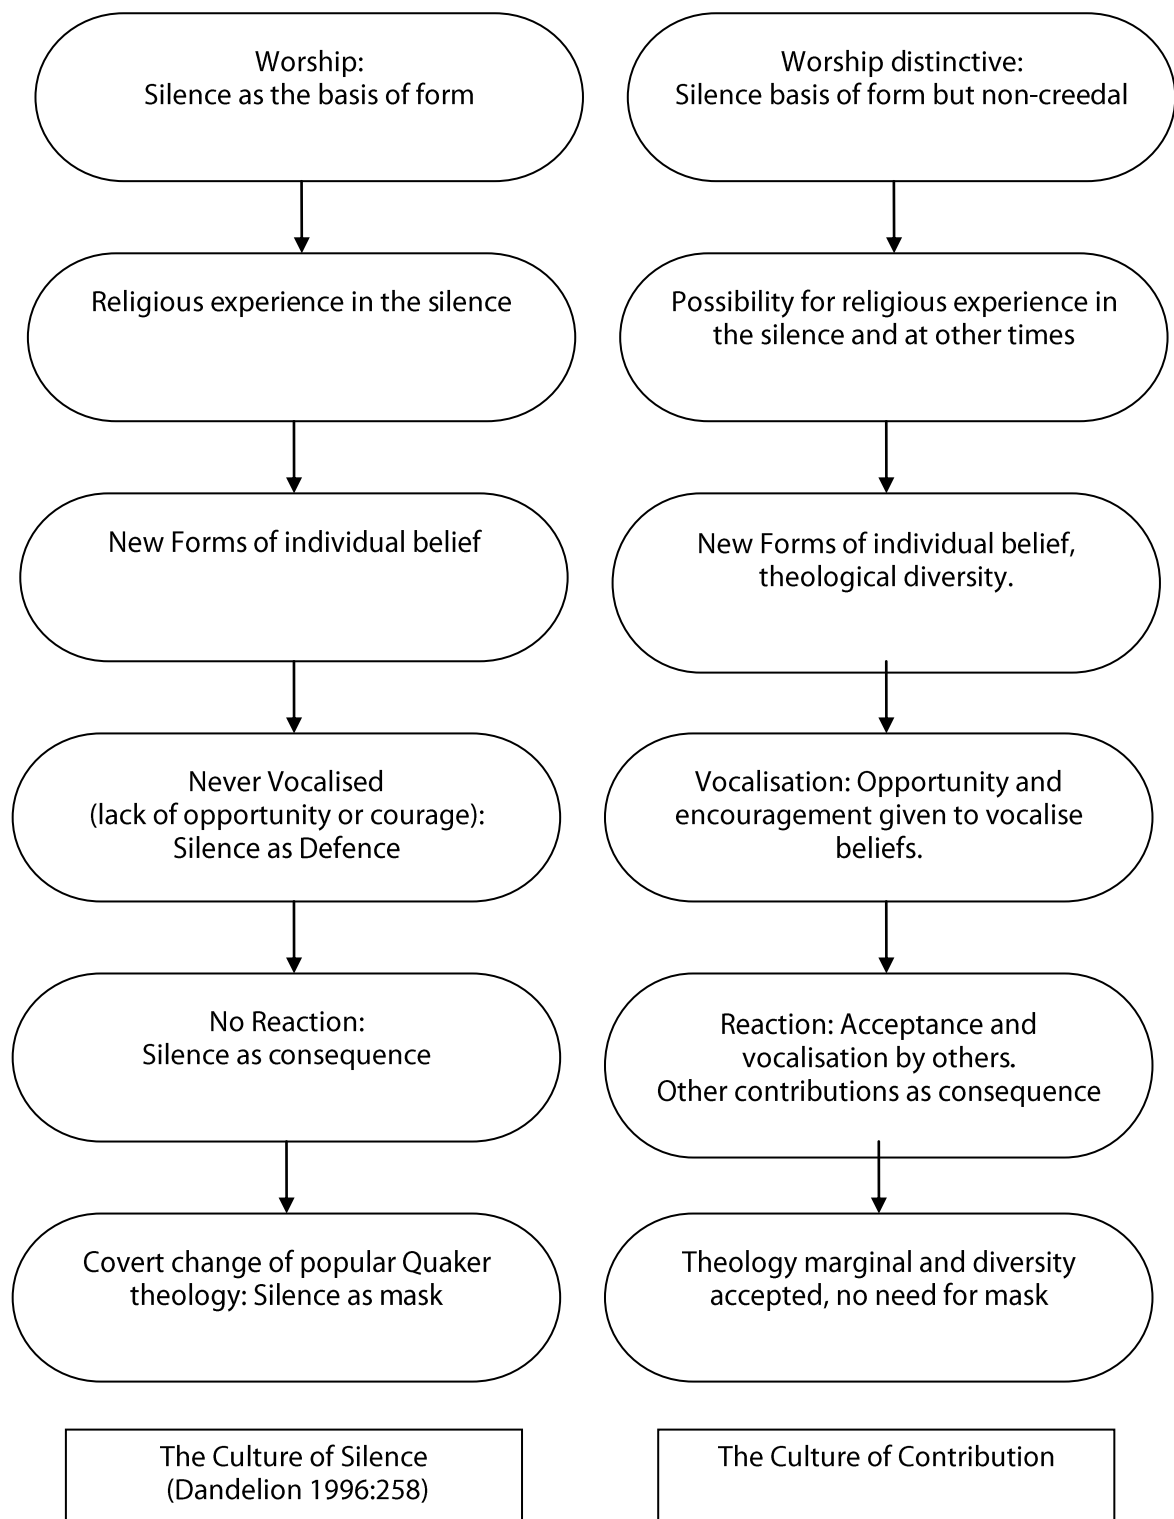 Worship:
Silence as the basis of form
Religious experience in the silence
New Forms of individual belief
Never Vocalised
(lack of opportunity or courage):
Silence as Defence
No Reaction:
Silence as consequence
Covert change of popular Quaker
theology: Silence as mask
The Culture of Silence
(Dandelion 1996:258)
Worship distinctive:
Silence basis of form but non-creedal
Possibility for religious experience in
the silence and at other times
New Forms of individual belief,
theological diversity.
Vocalisation: Opportunity and
encouragement given to vocalise
beliefs.
Reaction: Acceptance and
vocalisation by others.
Other contributions as consequence
Theology marginal and diversity
accepted, no need for mask
The Culture of Contribution